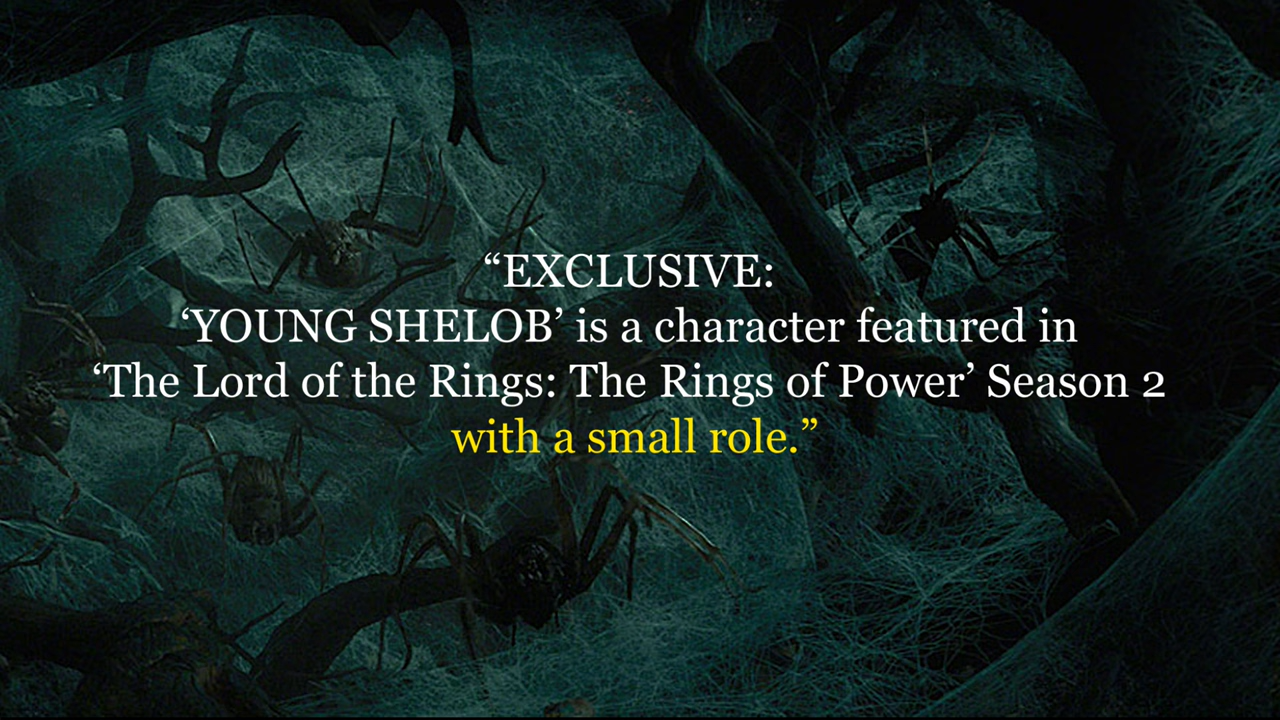 “EXCLUSIVE:
‘YOUNG SHELOB’ is a character featured in
‘The Lord of the Rings: The Rings of Power’ Season 2
with a small role.”